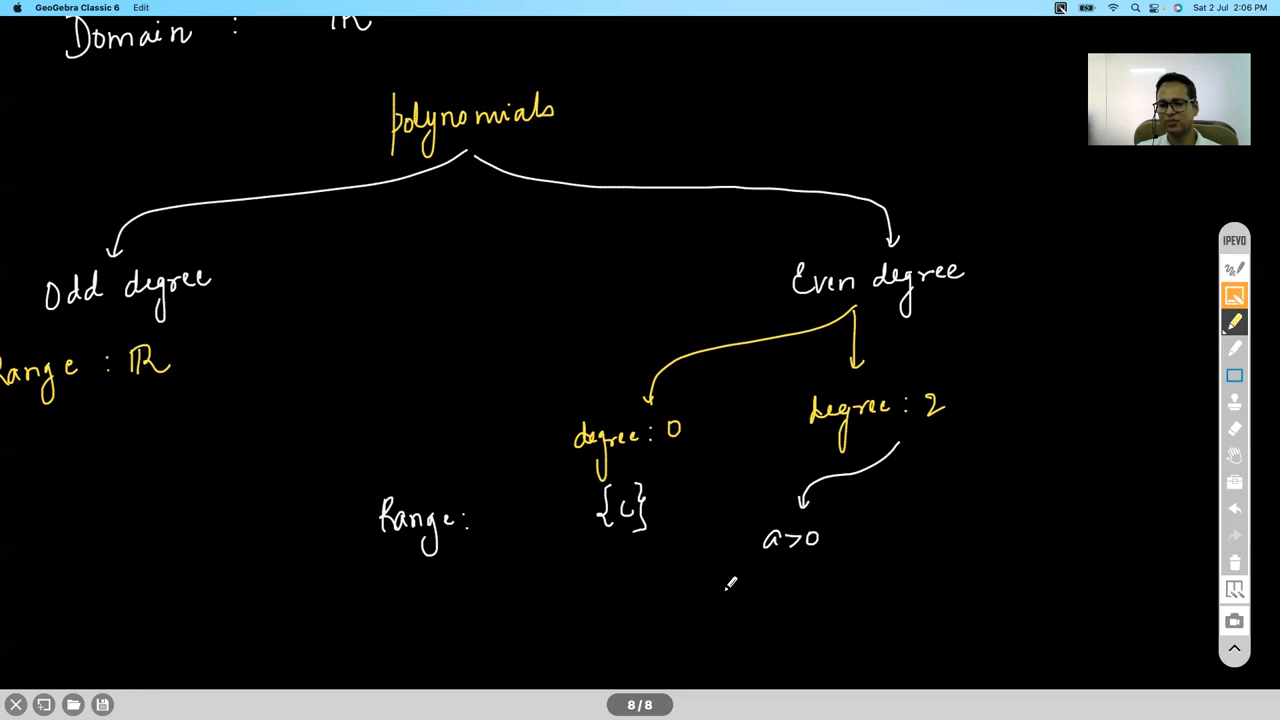 GeoGebra Classic 6 Edit
Sat 2 Jul 2:06 PM
Domain : ℝ
polynomials
Odd degree
Even degree
Range : ℝ
degree : 0
degree : 2
Range :
{c}
a>0
IPEVO
8/8